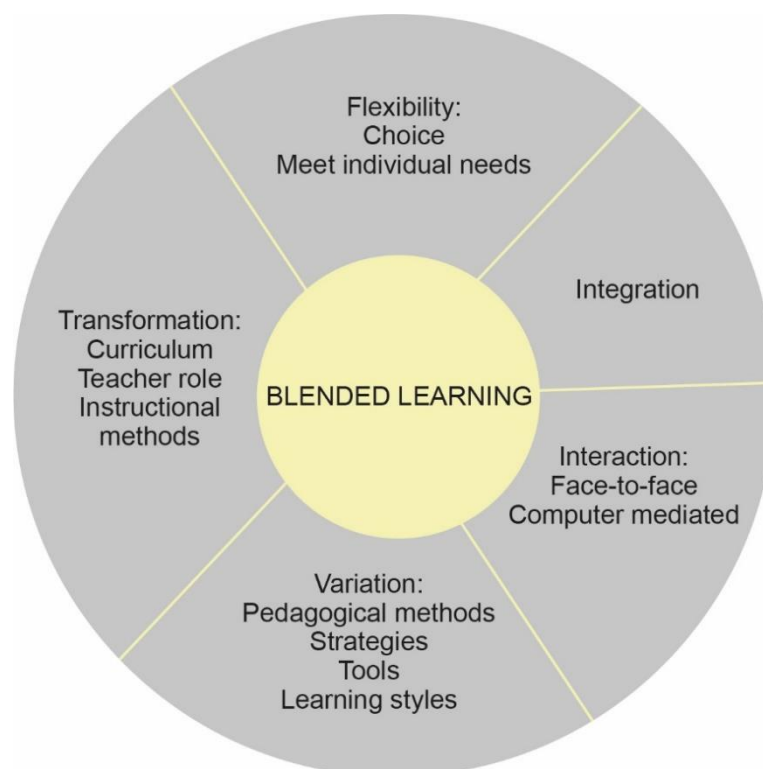 Flexibility:
Choice
Meet individual needs
Integration
Interaction:
Face-to-face
Computer mediated
Variation:
Pedagogical methods
Strategies
Tools
Learning styles
Transformation:
Curriculum
Teacher role
Instructional
methods
BLENDED LEARNING